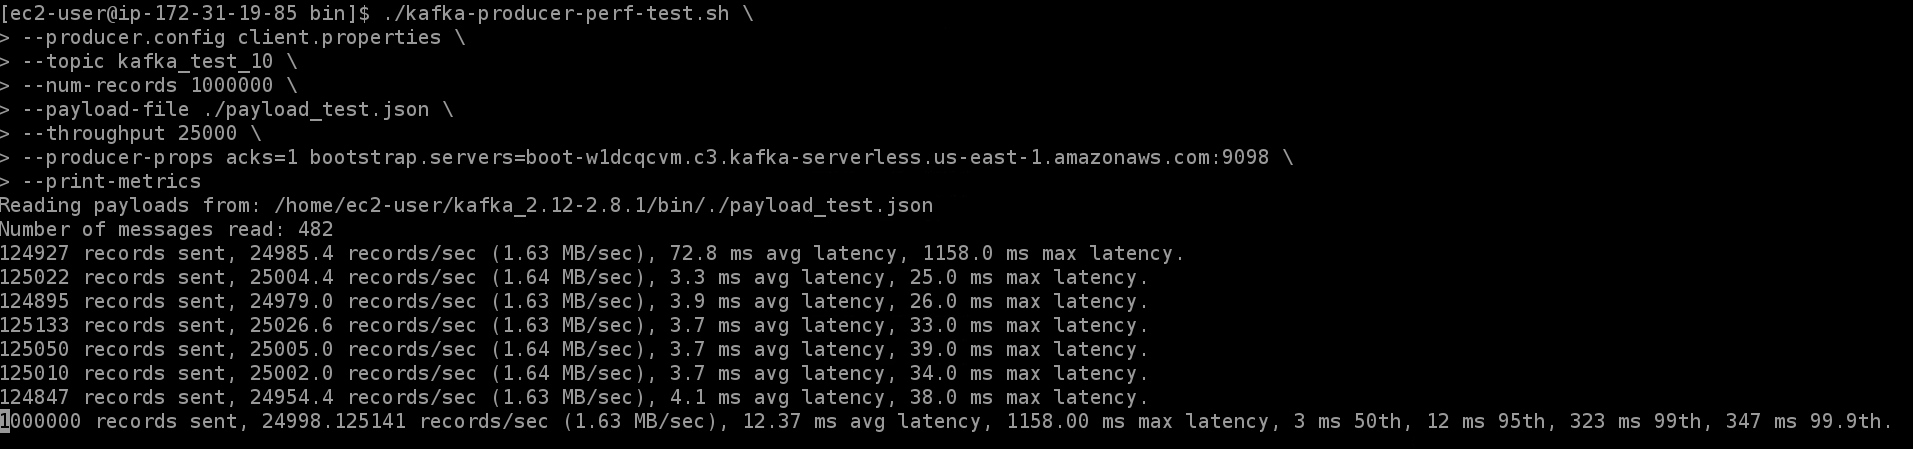 [ec2-user@ip-172-31-19-85 bin]$ ./kafka-producer-perf-test.sh \
> --producer.config client.properties \
> --topic kafka_test_10 \
> --num-records 1000000 \
> --payload-file ./payload_test.json \
> --throughput 25000 \
> --producer-props acks=1 bootstrap.servers=boot-w1dcqcvm.c3.kafka-serverless.us-east-1.amazonaws.com:9098 \
> --print-metrics
Reading payloads from: /home/ec2-user/kafka_2.12-2.8.1/bin/./payload_test.json
Number of messages read: 482
124927 records sent, 24985.4 records/sec (1.63 MB/sec), 72.8 ms avg latency, 1158.0 ms max latency.
125022 records sent, 25004.4 records/sec (1.64 MB/sec), 3.3 ms avg latency, 25.0 ms max latency.
124895 records sent, 24979.0 records/sec (1.63 MB/sec), 3.9 ms avg latency, 26.0 ms max latency.
125133 records sent, 25026.6 records/sec (1.63 MB/sec), 3.7 ms avg latency, 33.0 ms max latency.
125050 records sent, 25005.0 records/sec (1.64 MB/sec), 3.7 ms avg latency, 39.0 ms max latency.
125010 records sent, 25002.0 records/sec (1.64 MB/sec), 3.7 ms avg latency, 34.0 ms max latency.
124847 records sent, 24954.4 records/sec (1.63 MB/sec), 4.1 ms avg latency, 38.0 ms max latency.
1000000 records sent, 24998.125141 records/sec (1.63 MB/sec), 12.37 ms avg latency, 1158.00 ms max latency, 3 ms 50th, 12 ms 95th, 323 ms 99th, 347 ms 99.9th.